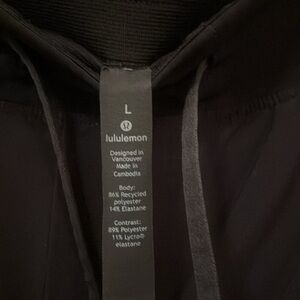 L
lululemon
Designed in
Vancouver
Made in
Cambodia
Body:
86% Recycled
polyester
14% Elastane
Contrast:
89% Polyester
11% Lycra®
elastane